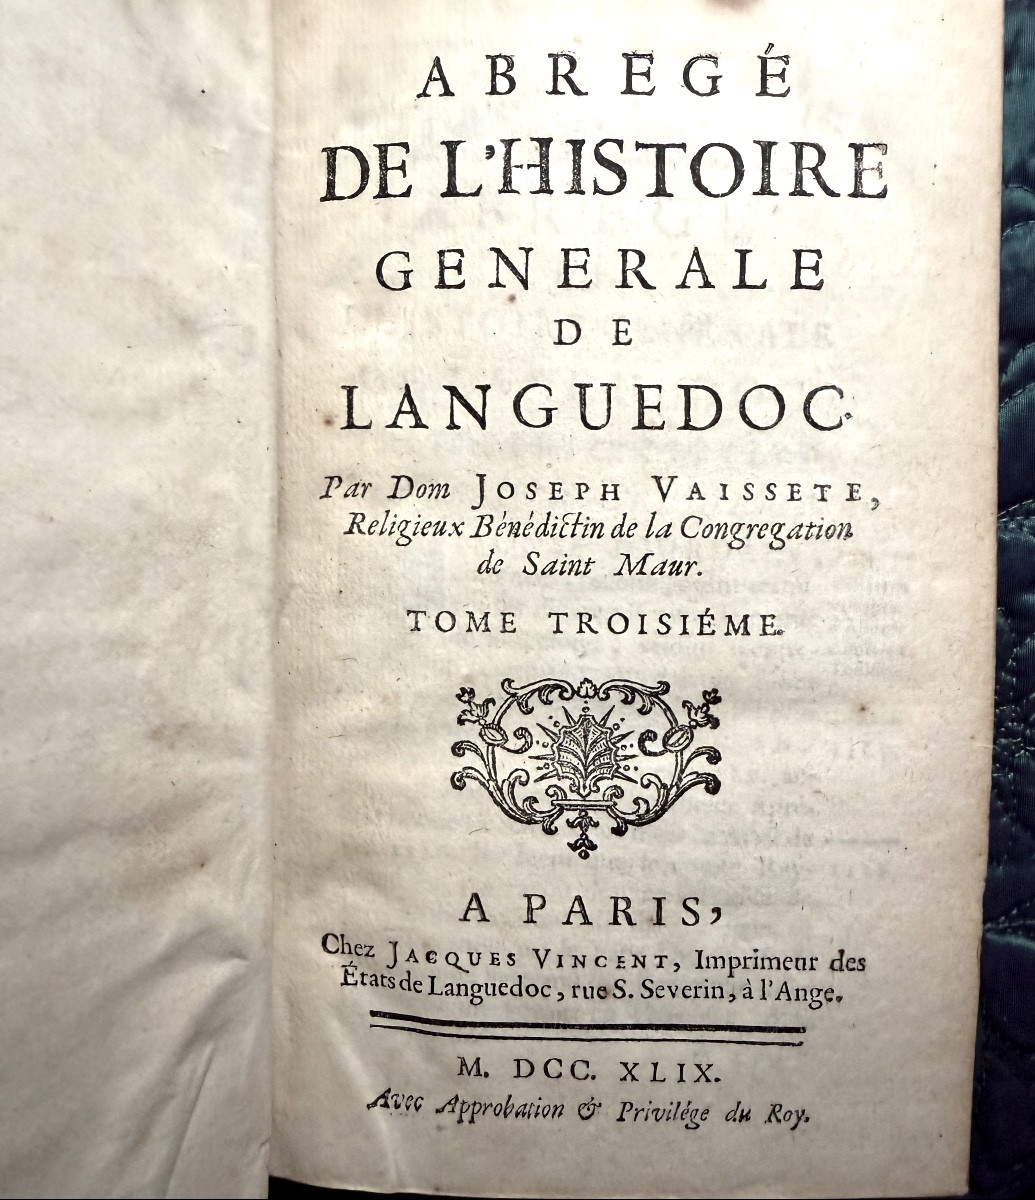 ABREGÉ
DE L'HISTOIRE
GENERALE
DE
LANGUEDOC.
Par Dom JOSEPH VAISSETE,
Religieux Bénédictin de la Congregation
de Saint Maur.
TOME TROISIÉME.
A PARIS,
Chez JACQUES VINCENT, Imprimeur des
États de Languedoc, rue S. Severin, à l'Ange.
M. DCC. XLIX.
Avec Approbation & Privilége du Roy.